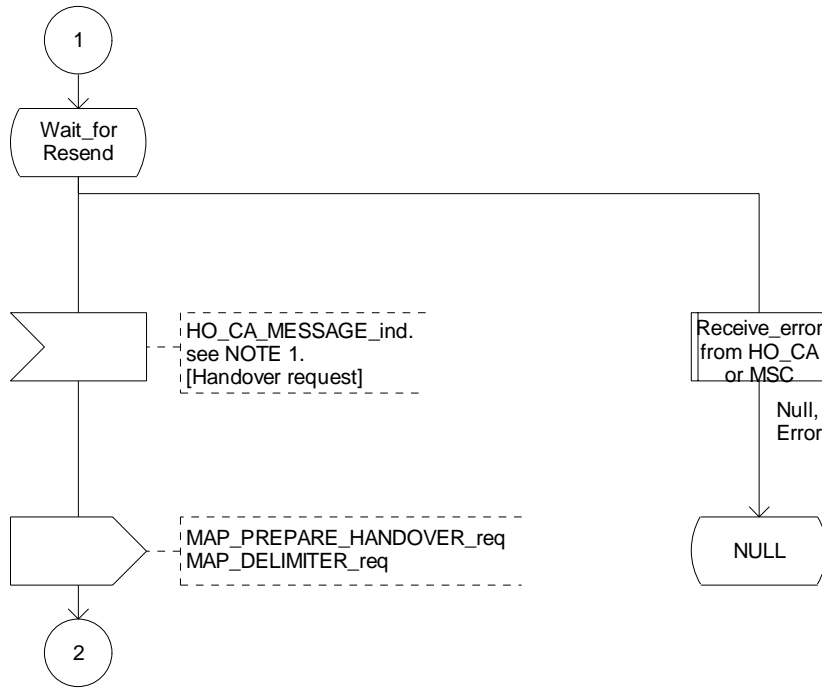 1
Wait_for
Resend
HO_CA_MESSAGE_ind.
see NOTE 1.
[Handover request]
Receive_error
from HO_CA
or MSC
Null,
Error
MAP_PREPARE_HANDOVER_req
MAP_DELIMITER_req
NULL
2